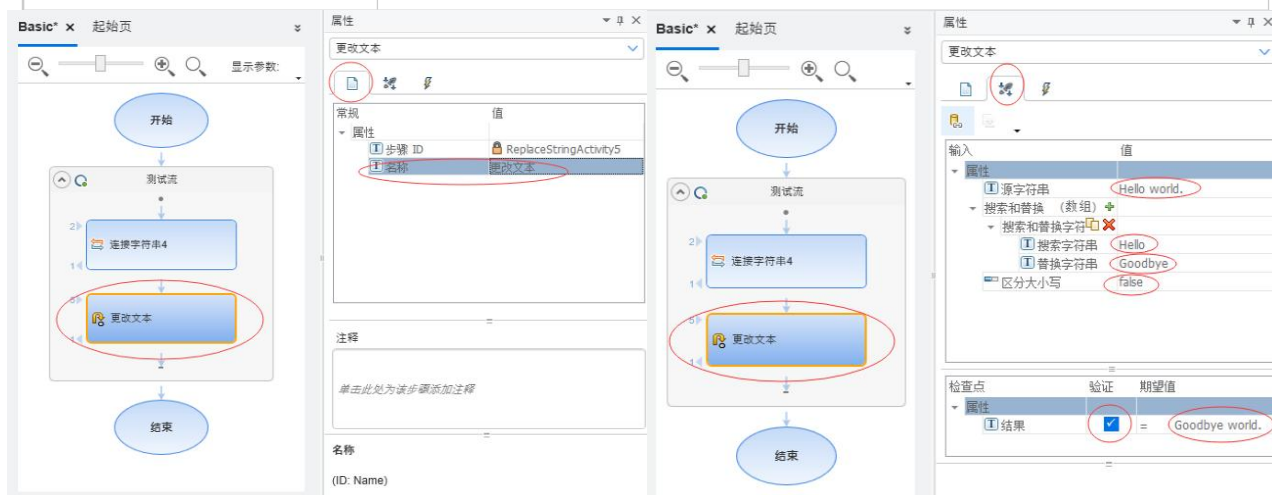 Basic* × 起始页
显示参数:
开始
测试流
2
连接字符串4
1
5
更改文本
1
结束
属性
更改文本
常规 值
属性
步骤 ID ReplaceStringActivity5
名称 更改文本
注释
单击此处为该步骤添加注释
名称
(ID: Name)
Basic* × 起始页
开始
测试流
2
连接字符串4
1
5
更改文本
1
结束
属性
更改文本
输入 值
属性
源字符串 Hello world.
搜索和替换 (数组)
搜索和替换字符
搜索字符串 Hello
替换字符串 Goodbye
区分大小写 false
检查点 验证 期望值
属性
结果 = Goodbye world.